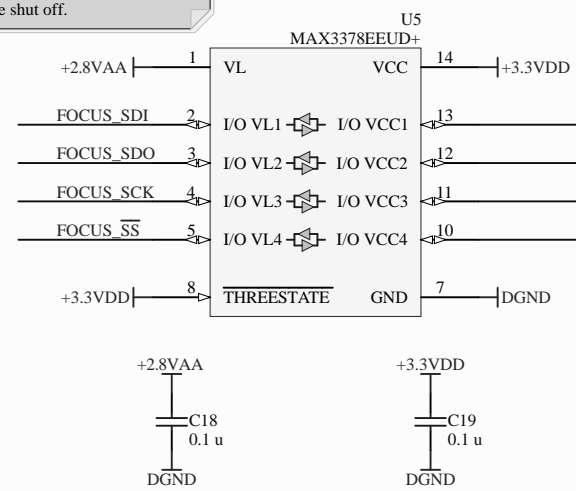 e shut off.
U5
MAX3378EEUD+
+2.8VAA 1 VL VCC 14 +3.3VDD
FOCUS_SDI 2 I/O VL1 I/O VCC1 13
FOCUS_SDO 3 I/O VL2 I/O VCC2 12
FOCUS_SCK 4 I/O VL3 I/O VCC3 11
FOCUS_S̅S̅ 5 I/O VL4 I/O VCC4 10
+3.3VDD 8 T̅H̅R̅E̅E̅S̅T̅A̅T̅E̅ GND 7 DGND
+2.8VAA +3.3VDD
C18 C19
0.1 u 0.1 u
DGND DGND